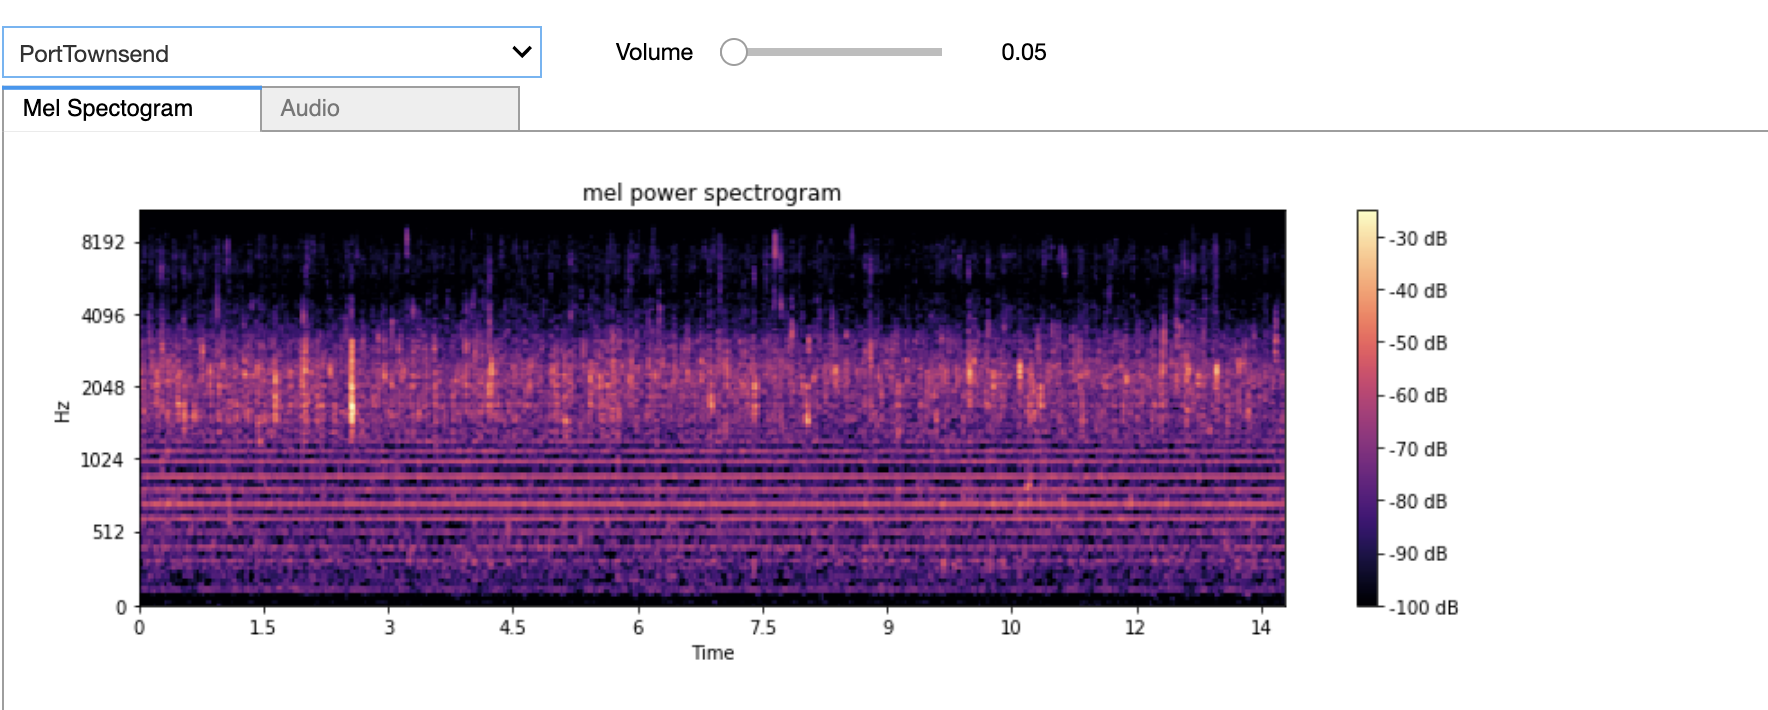 PortTownsend
Volume 0.05
Mel Spectogram Audio
mel power spectrogram
8192
4096
2048
1024
512
0
Hz
0 1.5 3 4.5 6 7.5 9 10 12 14
Time
-30 dB
-40 dB
-50 dB
-60 dB
-70 dB
-80 dB
-90 dB
-100 dB